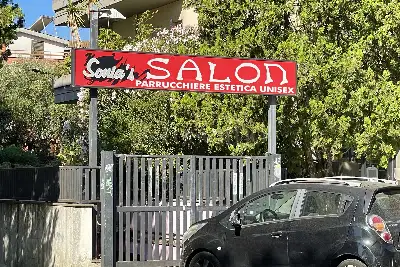 Sonia's SALON
PARRUCCHIERE ESTETICA UNISEX